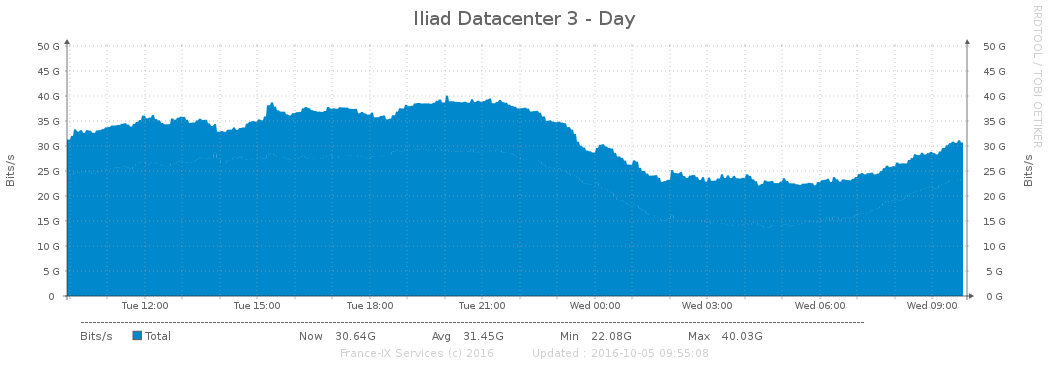 Iliad Datacenter 3 - Day
RRDTOOL / TOBI OETIKER
50 G 50 G
45 G 45 G
40 G 40 G
35 G 35 G
30 G 30 G
25 G 25 G
20 G 20 G
15 G 15 G
10 G 10 G
5 G 5 G
0 0 G
Bits/s
Bits/s
Tue 12:00 Tue 15:00 Tue 18:00 Tue 21:00 Wed 00:00 Wed 03:00 Wed 06:00 Wed 09:00
Bits/s Total Now 30.64G Avg 31.45G Min 22.08G Max 40.03G
France-IX Services (c) 2016 Updated : 2016-10-05 09:55:08